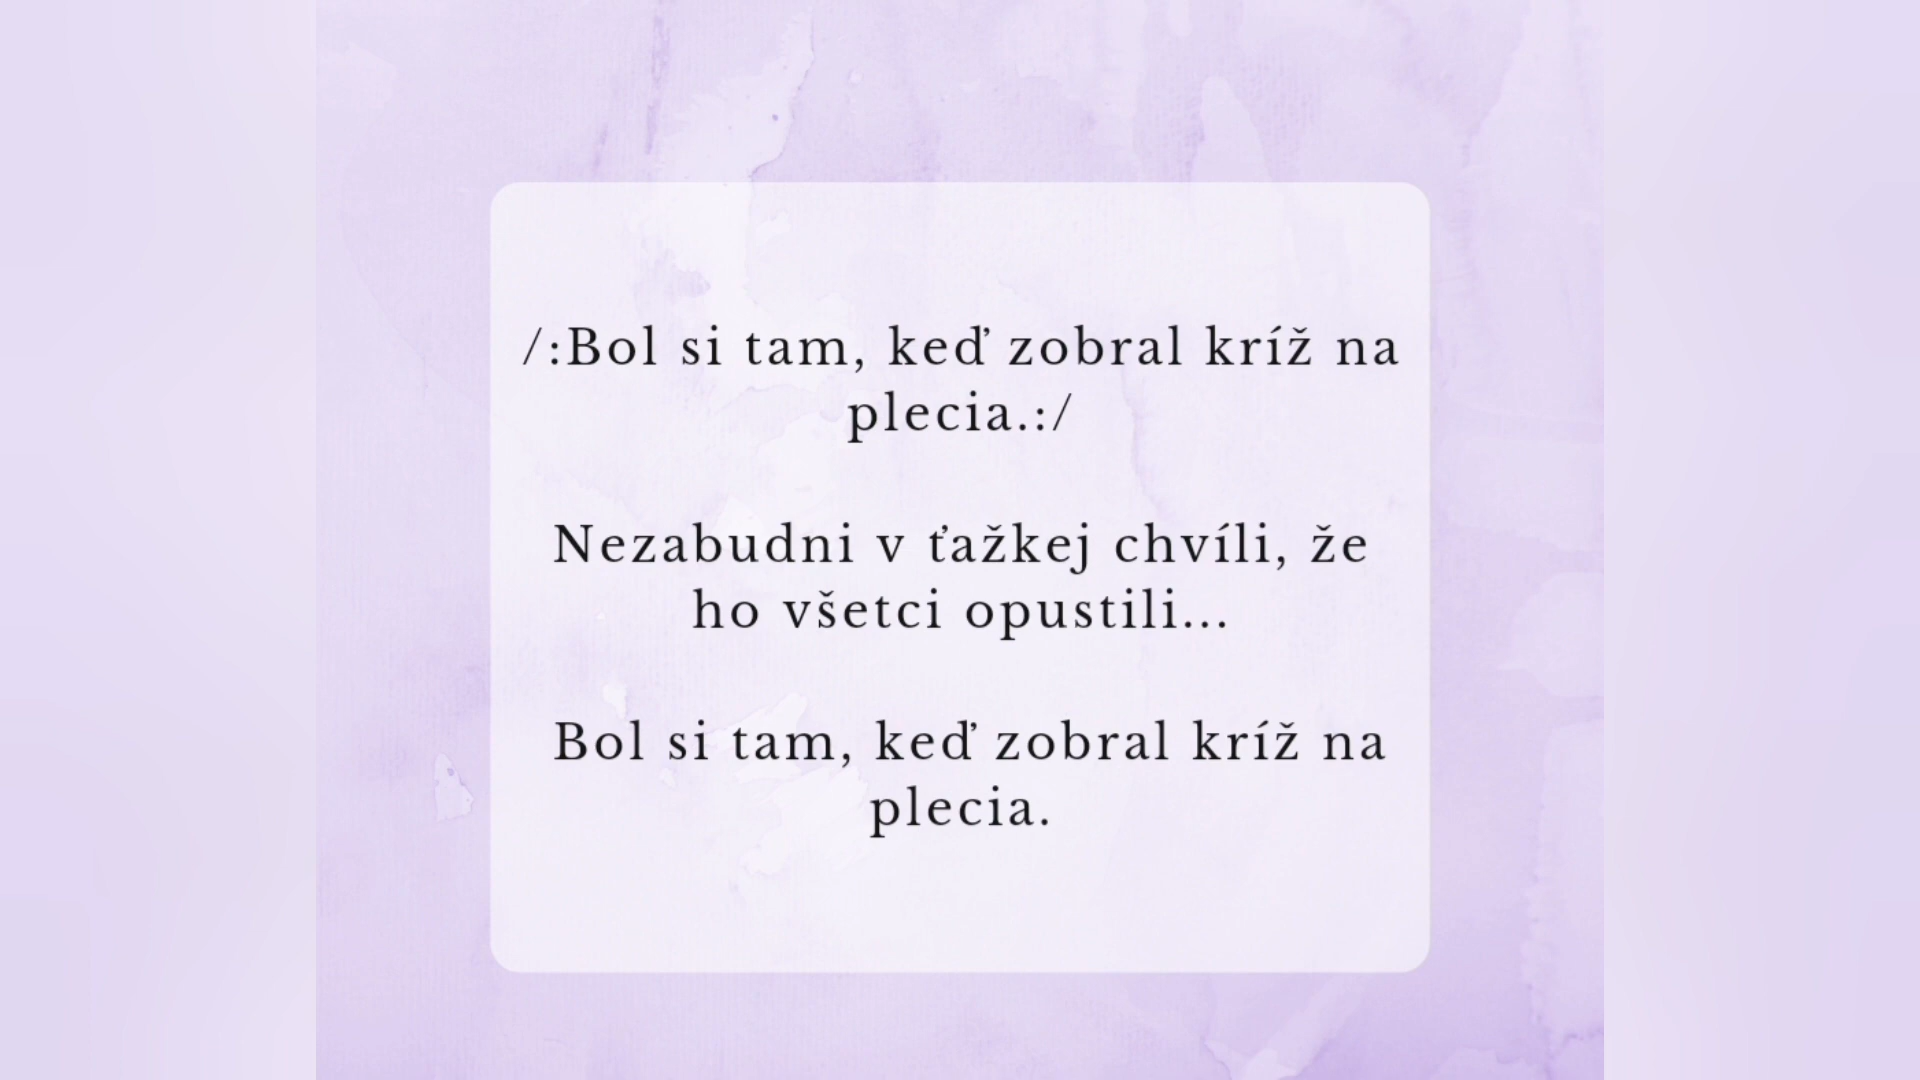 /:Bol si tam, keď zobral kríž na
plecia.:/
Nezabudni v ťažkej chvíli, že
ho všetci opustili...
Bol si tam, keď zobral kríž na
plecia.